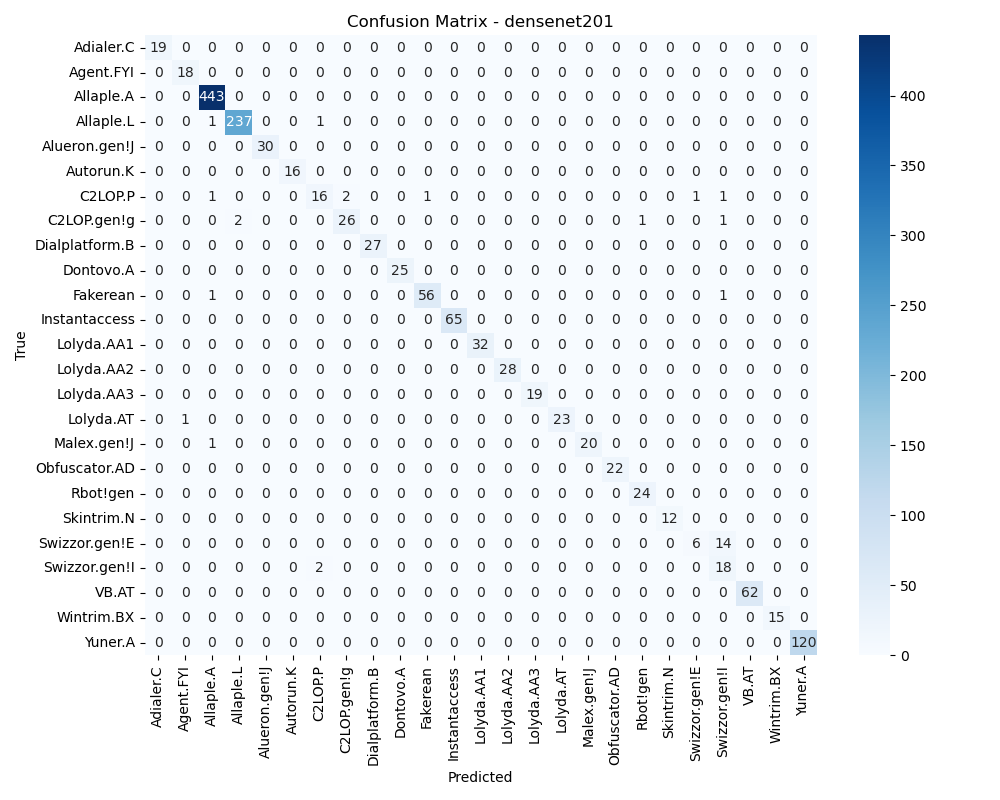 Confusion Matrix - densenet201
Adialer.C 19 0 0 0 0 0 0 0 0 0 0 0 0 0 0 0 0 0 0 0 0 0 0 0 0
Agent.FYI 0 18 0 0 0 0 0 0 0 0 0 0 0 0 0 0 0 0 0 0 0 0 0 0 0
Allaple.A 0 0 443 0 0 0 0 0 0 0 0 0 0 0 0 0 0 0 0 0 0 0 0 0 0
Allaple.L 0 0 1 237 0 0 1 0 0 0 0 0 0 0 0 0 0 0 0 0 0 0 0 0 0
Alueron.gen!J 0 0 0 0 30 0 0 0 0 0 0 0 0 0 0 0 0 0 0 0 0 0 0 0 0
Autorun.K 0 0 0 0 0 16 0 0 0 0 0 0 0 0 0 0 0 0 0 0 0 0 0 0 0
C2LOP.P 0 0 1 0 0 0 16 2 0 0 1 0 0 0 0 0 0 0 0 0 1 1 0 0 0
C2LOP.gen!g 0 0 0 2 0 0 0 26 0 0 0 0 0 0 0 0 0 0 1 0 0 1 0 0 0
Dialplatform.B 0 0 0 0 0 0 0 0 27 0 0 0 0 0 0 0 0 0 0 0 0 0 0 0 0
Dontovo.A 0 0 0 0 0 0 0 0 0 25 0 0 0 0 0 0 0 0 0 0 0 0 0 0 0
Fakerean 0 0 1 0 0 0 0 0 0 0 56 0 0 0 0 0 0 0 0 0 0 1 0 0 0
Instantaccess 0 0 0 0 0 0 0 0 0 0 0 65 0 0 0 0 0 0 0 0 0 0 0 0 0
Lolyda.AA1 0 0 0 0 0 0 0 0 0 0 0 0 32 0 0 0 0 0 0 0 0 0 0 0 0
Lolyda.AA2 0 0 0 0 0 0 0 0 0 0 0 0 0 28 0 0 0 0 0 0 0 0 0 0 0
Lolyda.AA3 0 0 0 0 0 0 0 0 0 0 0 0 0 0 19 0 0 0 0 0 0 0 0 0 0
Lolyda.AT 0 1 0 0 0 0 0 0 0 0 0 0 0 0 0 23 0 0 0 0 0 0 0 0 0
Malex.gen!J 0 0 1 0 0 0 0 0 0 0 0 0 0 0 0 0 20 0 0 0 0 0 0 0 0
Obfuscator.AD 0 0 0 0 0 0 0 0 0 0 0 0 0 0 0 0 0 22 0 0 0 0 0 0 0
Rbot!gen 0 0 0 0 0 0 0 0 0 0 0 0 0 0 0 0 0 0 24 0 0 0 0 0 0
Skintrim.N 0 0 0 0 0 0 0 0 0 0 0 0 0 0 0 0 0 0 0 12 0 0 0 0 0
Swizzor.gen!E 0 0 0 0 0 0 0 0 0 0 0 0 0 0 0 0 0 0 0 0 6 14 0 0 0
Swizzor.gen!I 0 0 0 0 0 0 2 0 0 0 0 0 0 0 0 0 0 0 0 0 0 18 0 0 0
VB.AT 0 0 0 0 0 0 0 0 0 0 0 0 0 0 0 0 0 0 0 0 0 0 62 0 0
Wintrim.BX 0 0 0 0 0 0 0 0 0 0 0 0 0 0 0 0 0 0 0 0 0 0 0 15 0
Yuner.A 0 0 0 0 0 0 0 0 0 0 0 0 0 0 0 0 0 0 0 0 0 0 0 0 120
True
Adialer.C
Agent.FYI
Allaple.A
Allaple.L
Alueron.gen!J
Autorun.K
C2LOP.P
C2LOP.gen!g
Dialplatform.B
Dontovo.A
Fakerean
Instantaccess
Lolyda.AA1
Lolyda.AA2
Lolyda.AA3
Lolyda.AT
Malex.gen!J
Obfuscator.AD
Rbot!gen
Skintrim.N
Swizzor.gen!E
Swizzor.gen!I
VB.AT
Wintrim.BX
Yuner.A
Predicted
400
350
300
250
200
150
100
50
0